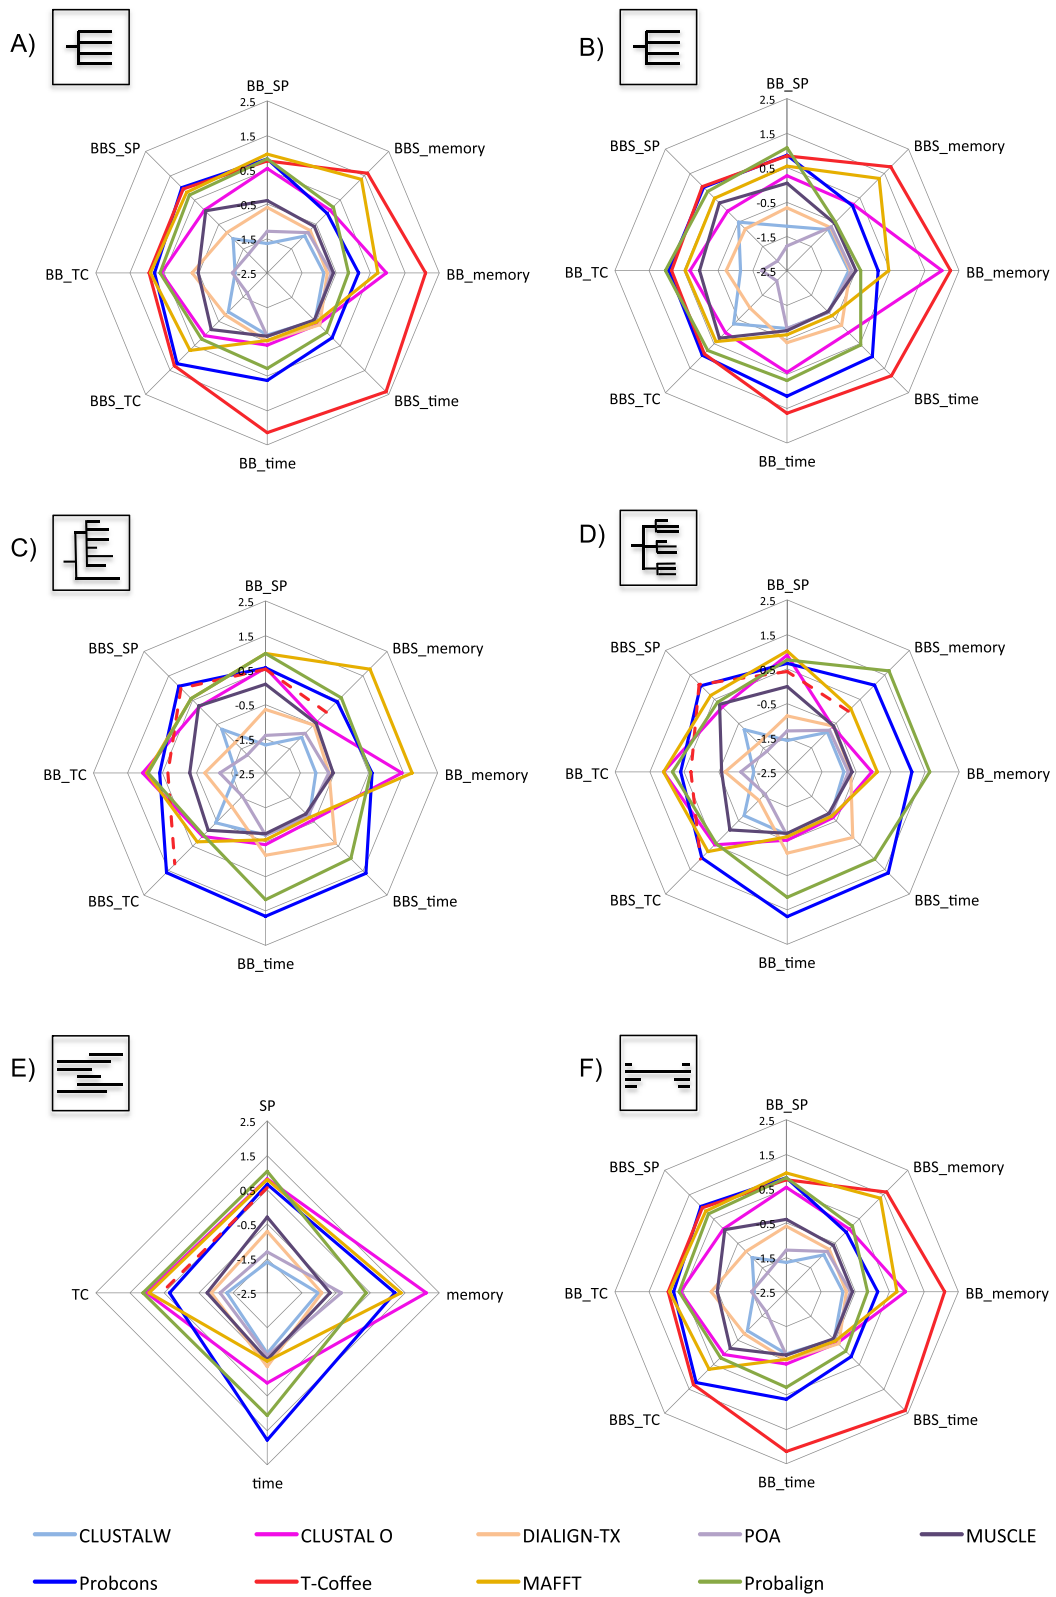 A)
BB_SP
2.5
1.5
0.5
-0.5
-1.5
-2.5
BBS_memory
BB_memory
BBS_time
BB_time
BBS_TC
BB_TC
BBS_SP
B)
BB_SP
2.5
1.5
0.5
-0.5
-1.5
-2.5
BBS_memory
BB_memory
BBS_time
BB_time
BBS_TC
BB_TC
BBS_SP
C)
BB_SP
2.5
1.5
0.5
-0.5
-1.5
-2.5
BBS_memory
BB_memory
BBS_time
BB_time
BBS_TC
BB_TC
BBS_SP
D)
BB_SP
2.5
1.5
0.5
-0.5
-1.5
-2.5
BBS_memory
BB_memory
BBS_time
BB_time
BBS_TC
BB_TC
BBS_SP
E)
SP
2.5
1.5
0.5
-0.5
-1.5
-2.5
memory
time
TC
F)
BB_SP
2.5
1.5
0.5
-0.5
-1.5
-2.5
BBS_memory
BB_memory
BBS_time
BB_time
BBS_TC
BB_TC
BBS_SP
CLUSTALW
CLUSTAL O
DIALIGN-TX
POA
MUSCLE
Probcons
T-Coffee
MAFFT
Probalign